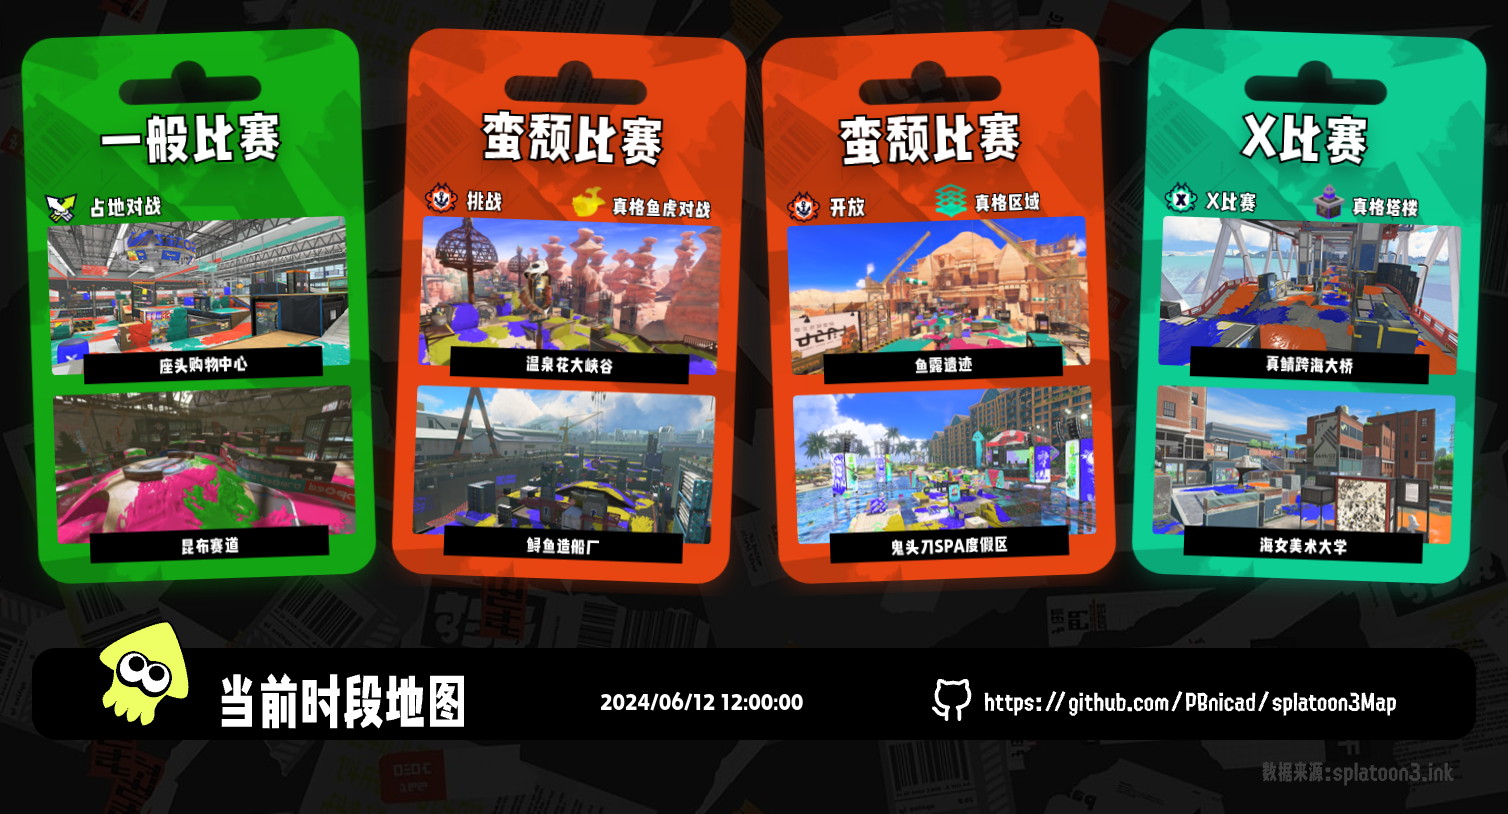 一般比赛
占地对战
座头购物中心
昆布赛道
蛮颓比赛
挑战
真格鱼虎对战
温泉花大峡谷
鲟鱼造船厂
蛮颓比赛
开放
真格区域
鱼露遗迹
鬼头刀SPA度假区
X比赛
X比赛
真格塔楼
真鲭跨海大桥
海女美术大学
当前时段地图
2024/06/12 12:00:00
https://github.com/PBnicad/splatoon3Map
数据来源:splatoon3.ink